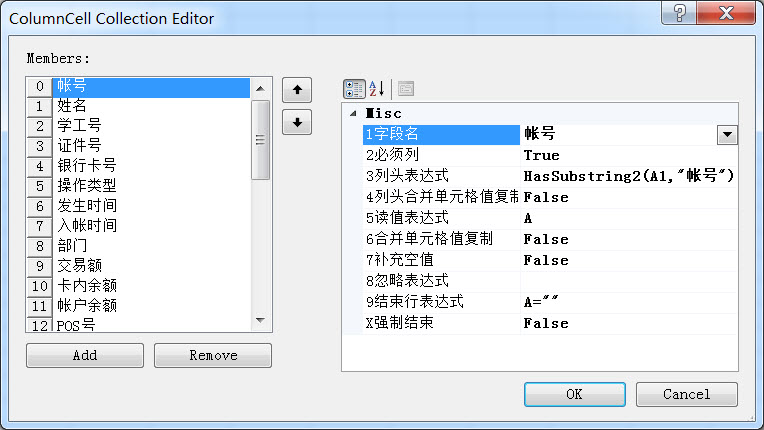 ColumnCell Collection Editor
Members:
0 帐号
1 姓名
2 学工号
3 证件号
4 银行卡号
5 操作类型
6 发生时间
7 入帐时间
8 部门
9 交易额
10 卡内余额
11 帐户余额
12 POS号
Add Remove
Misc
1字段名 帐号
2必须列 True
3列头表达式 HasSubstring2(A1,"帐号")
4列头合并单元格值复制 False
5读值表达式 A
6合并单元格值复制 False
7补充空值 False
8忽略表达式
9结束行表达式 A=""
X强制结束 False
OK Cancel